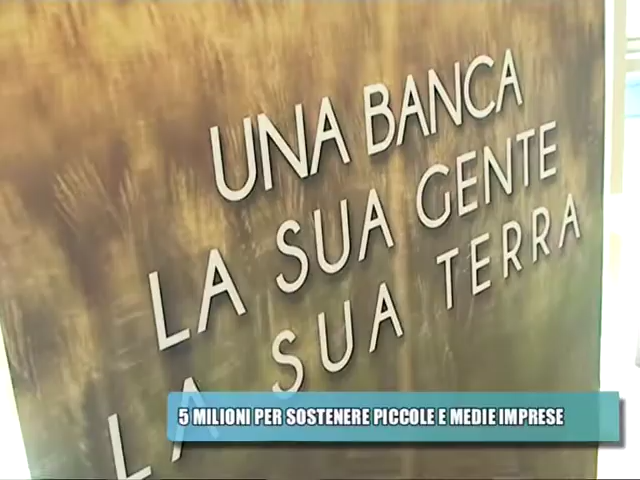 UNA BANCA
LA SUA GENTE
LA SUA TERRA
5 MILIONI PER SOSTENERE PICCOLE E MEDIE IMPRESE